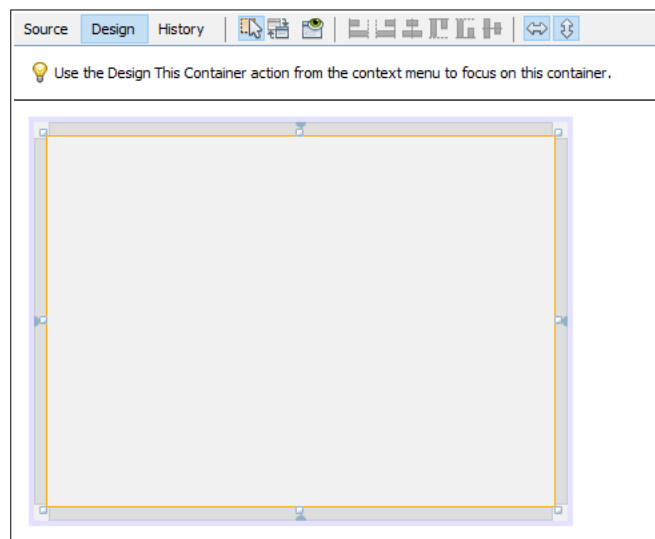 Source Design History
Use the Design This Container action from the context menu to focus on this container.